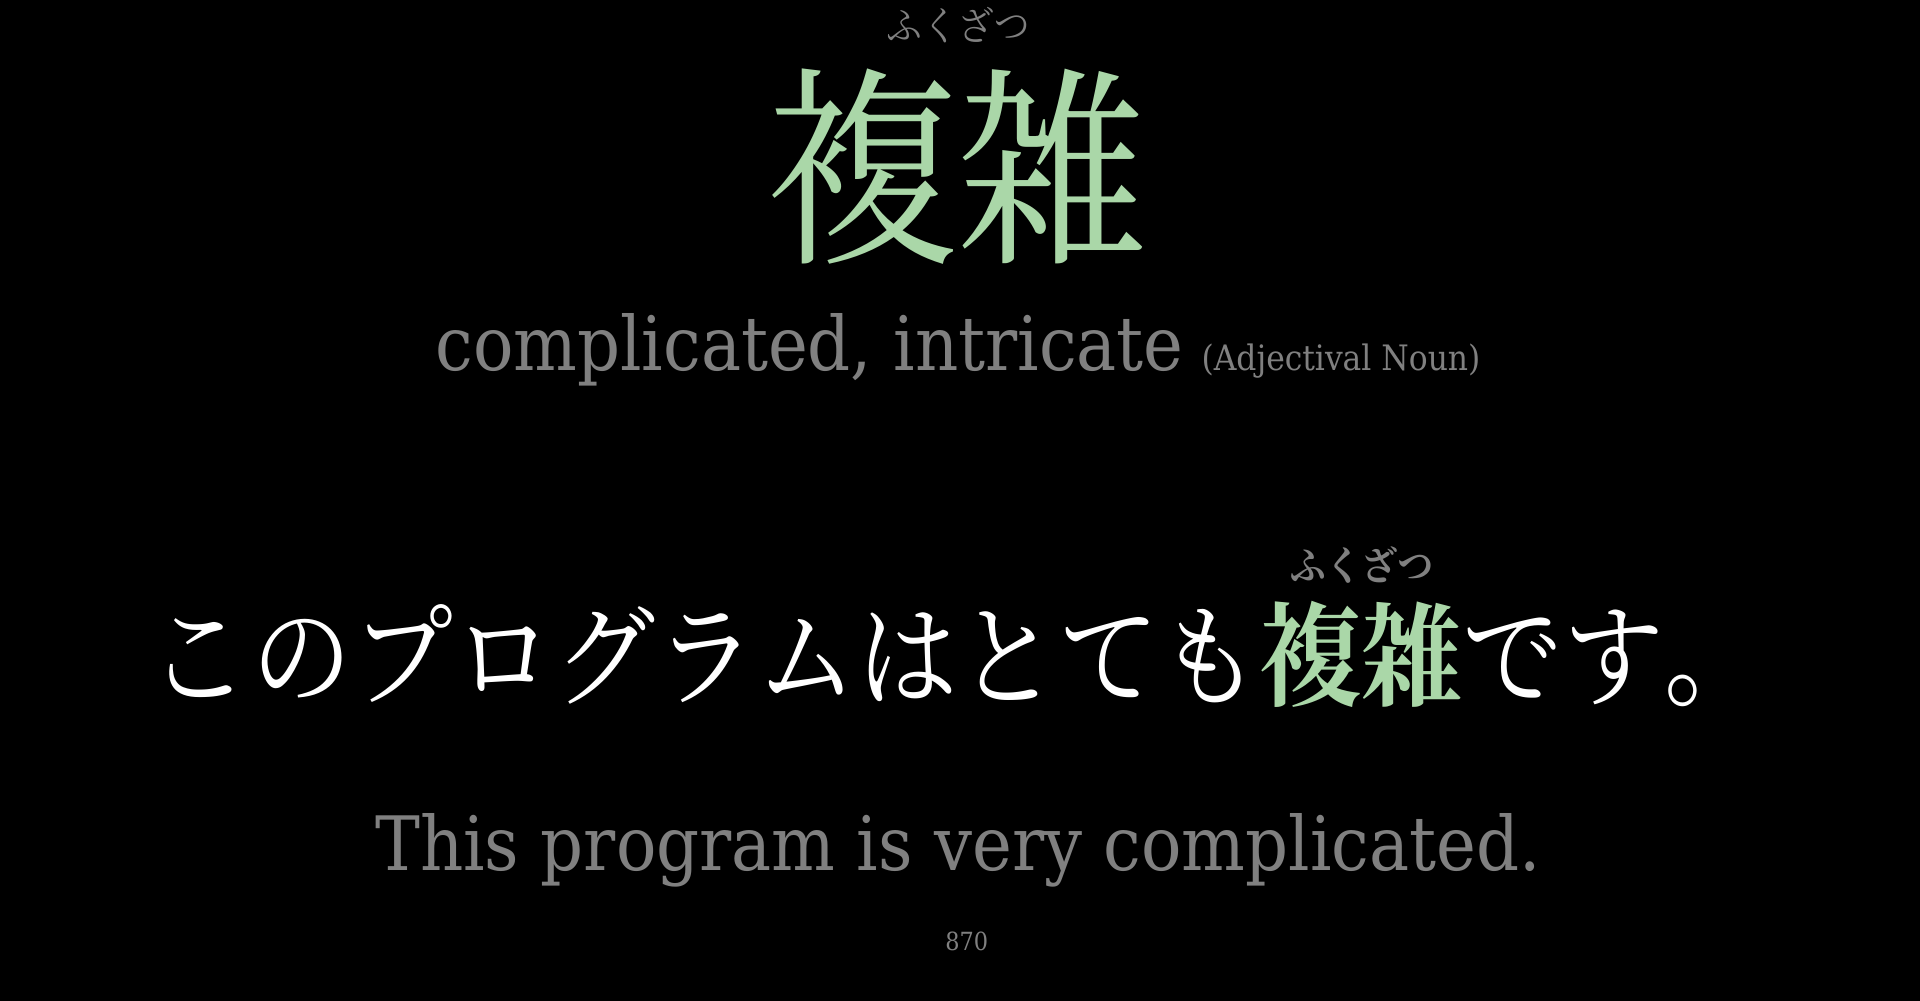 ふくざつ
複雑
complicated, intricate (Adjectival Noun)
ふくざつ
このプログラムはとても複雑です。
This program is very complicated.
870